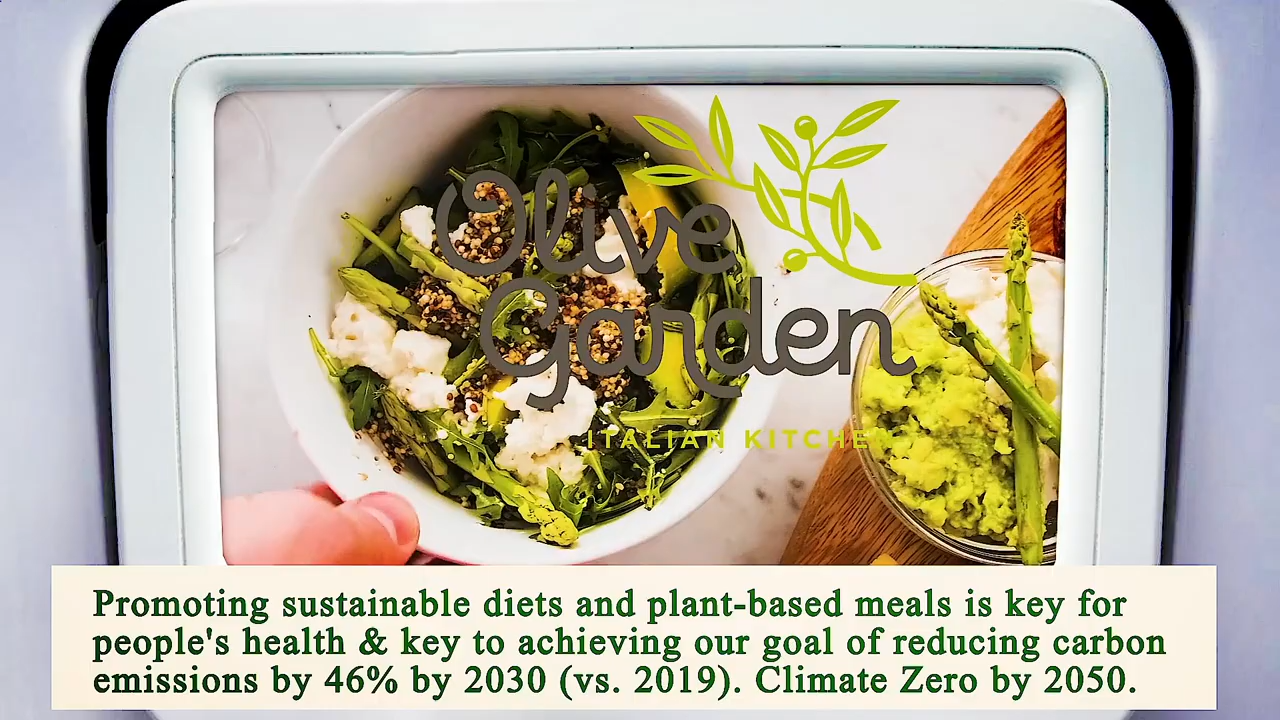 Olive
Garden
ITALIAN KITCHEN
Promoting sustainable diets and plant-based meals is key for
people's health & key to achieving our goal of reducing carbon
emissions by 46% by 2030 (vs. 2019). Climate Zero by 2050.